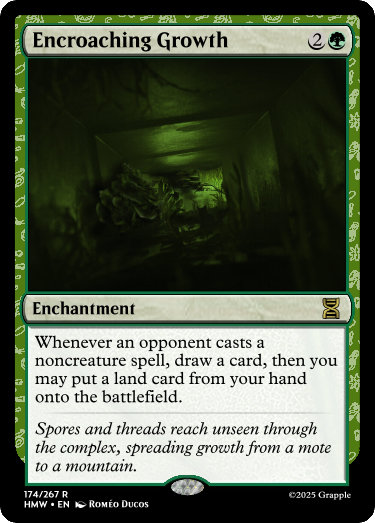 Encroaching Growth 2
Enchantment
Whenever an opponent casts a
noncreature spell, draw a card, then you
may put a land card from your hand
onto the battlefield.
Spores and threads reach unseen through
the complex, spreading growth from a mote
to a mountain.
174/267 R
HMW • EN Roméo Ducos
©2025 Grapple